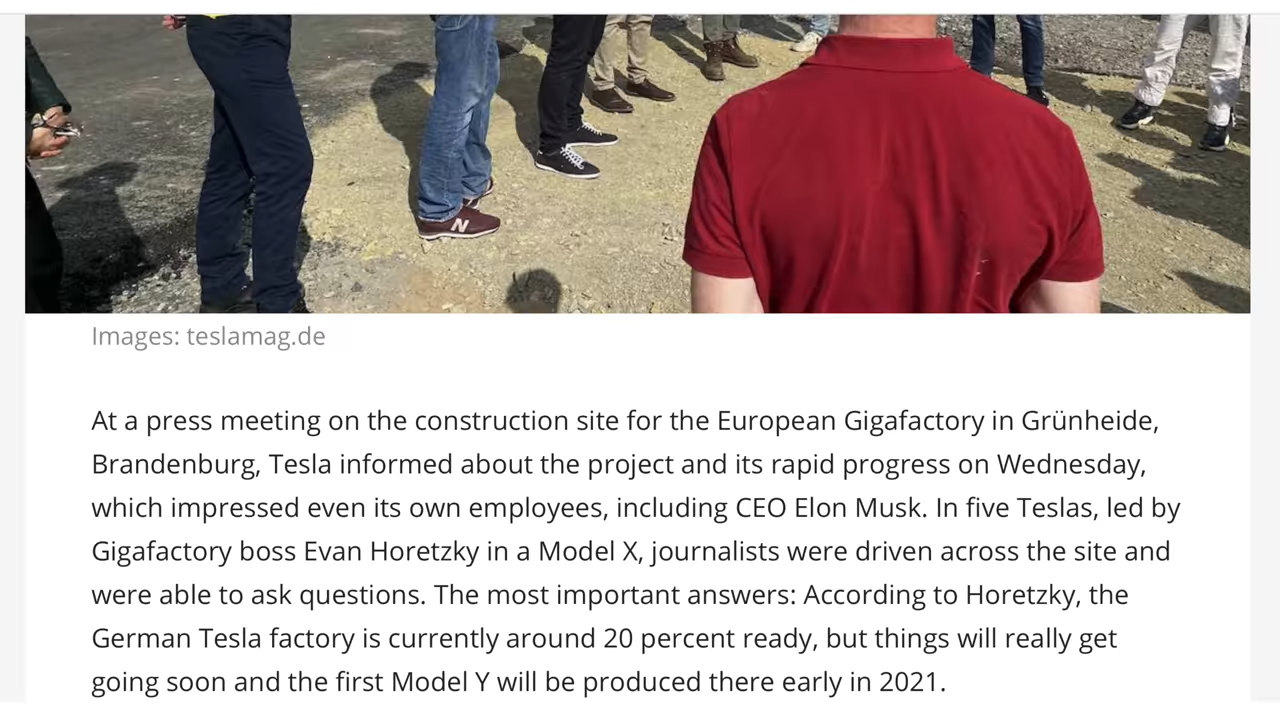 N
Images: teslamag.de
At a press meeting on the construction site for the European Gigafactory in Grünheide,
Brandenburg, Tesla informed about the project and its rapid progress on Wednesday,
which impressed even its own employees, including CEO Elon Musk. In five Teslas, led by
Gigafactory boss Evan Horetzky in a Model X, journalists were driven across the site and
were able to ask questions. The most important answers: According to Horetzky, the
German Tesla factory is currently around 20 percent ready, but things will really get
going soon and the first Model Y will be produced there early in 2021.